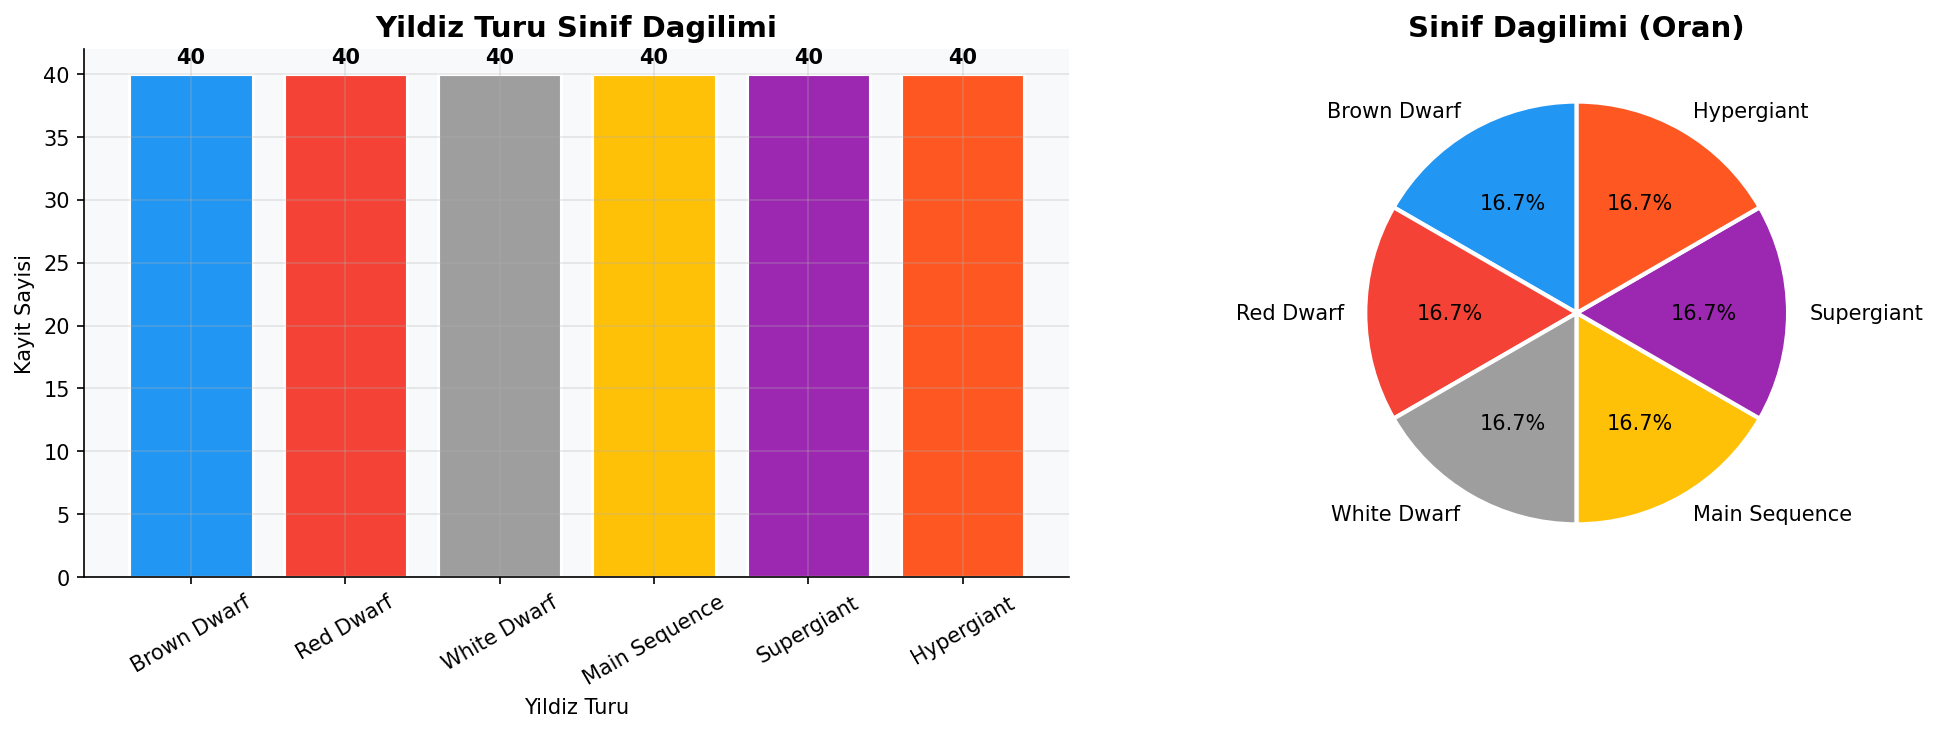 Yildiz Turu Sinif Dagilimi
40 40 40 40 40 40
40
35
30
25
20
15
10
5
0
Kayit Sayisi
Brown Dwarf
Red Dwarf
White Dwarf
Main Sequence
Supergiant
Hypergiant
Yildiz Turu
Sinif Dagilimi (Oran)
Brown Dwarf
Hypergiant
16.7% 16.7%
Red Dwarf
16.7% 16.7%
Supergiant
16.7% 16.7%
White Dwarf
Main Sequence